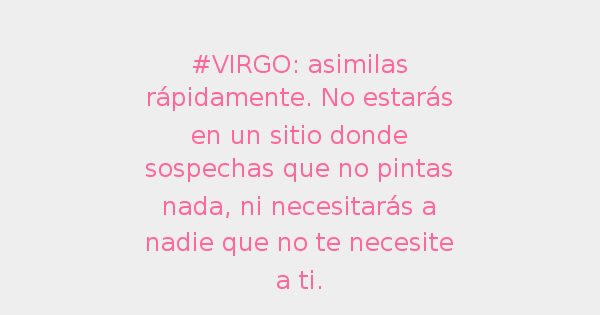 #VIRGO: asimilas
rápidamente. No estarás
en un sitio donde
sospechas que no pintas
nada, ni necesitarás a
nadie que no te necesite
a ti.